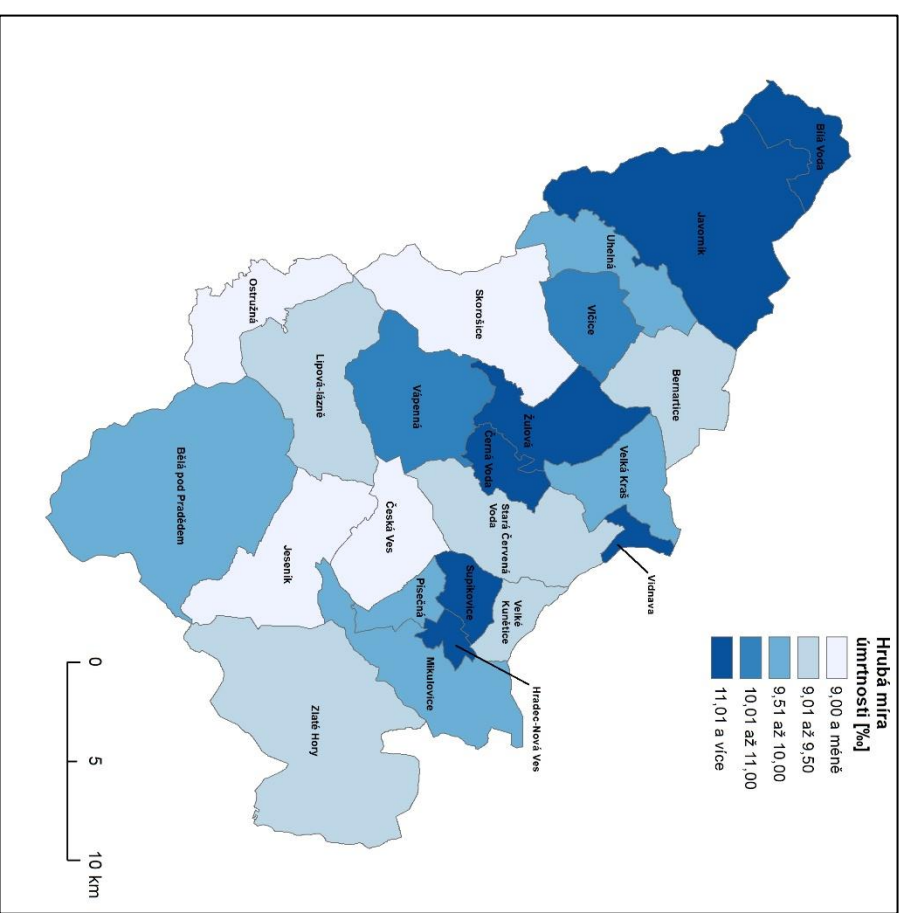 Hrubá míra
úmrtnosti [‰]
9,00 a méně
9,01 až 9,50
9,51 až 10,00
10,01 až 11,00
11,01 a více
Bílá Voda
Javorník
Bernartice
Vidnava
Velká Kraš
Uhelná
Vlčice
Hradec-Nová Ves
Žulová
Velké
Kunětice
Stará Červená
Voda
Černá Voda
Skorošice
Supíkovice
Mikulovice
Písečná
Vápenná
Česká Ves
Lipová-lázně
Jeseník
Zlaté Hory
Ostružná
Bělá pod Pradědem
0 5 10 km